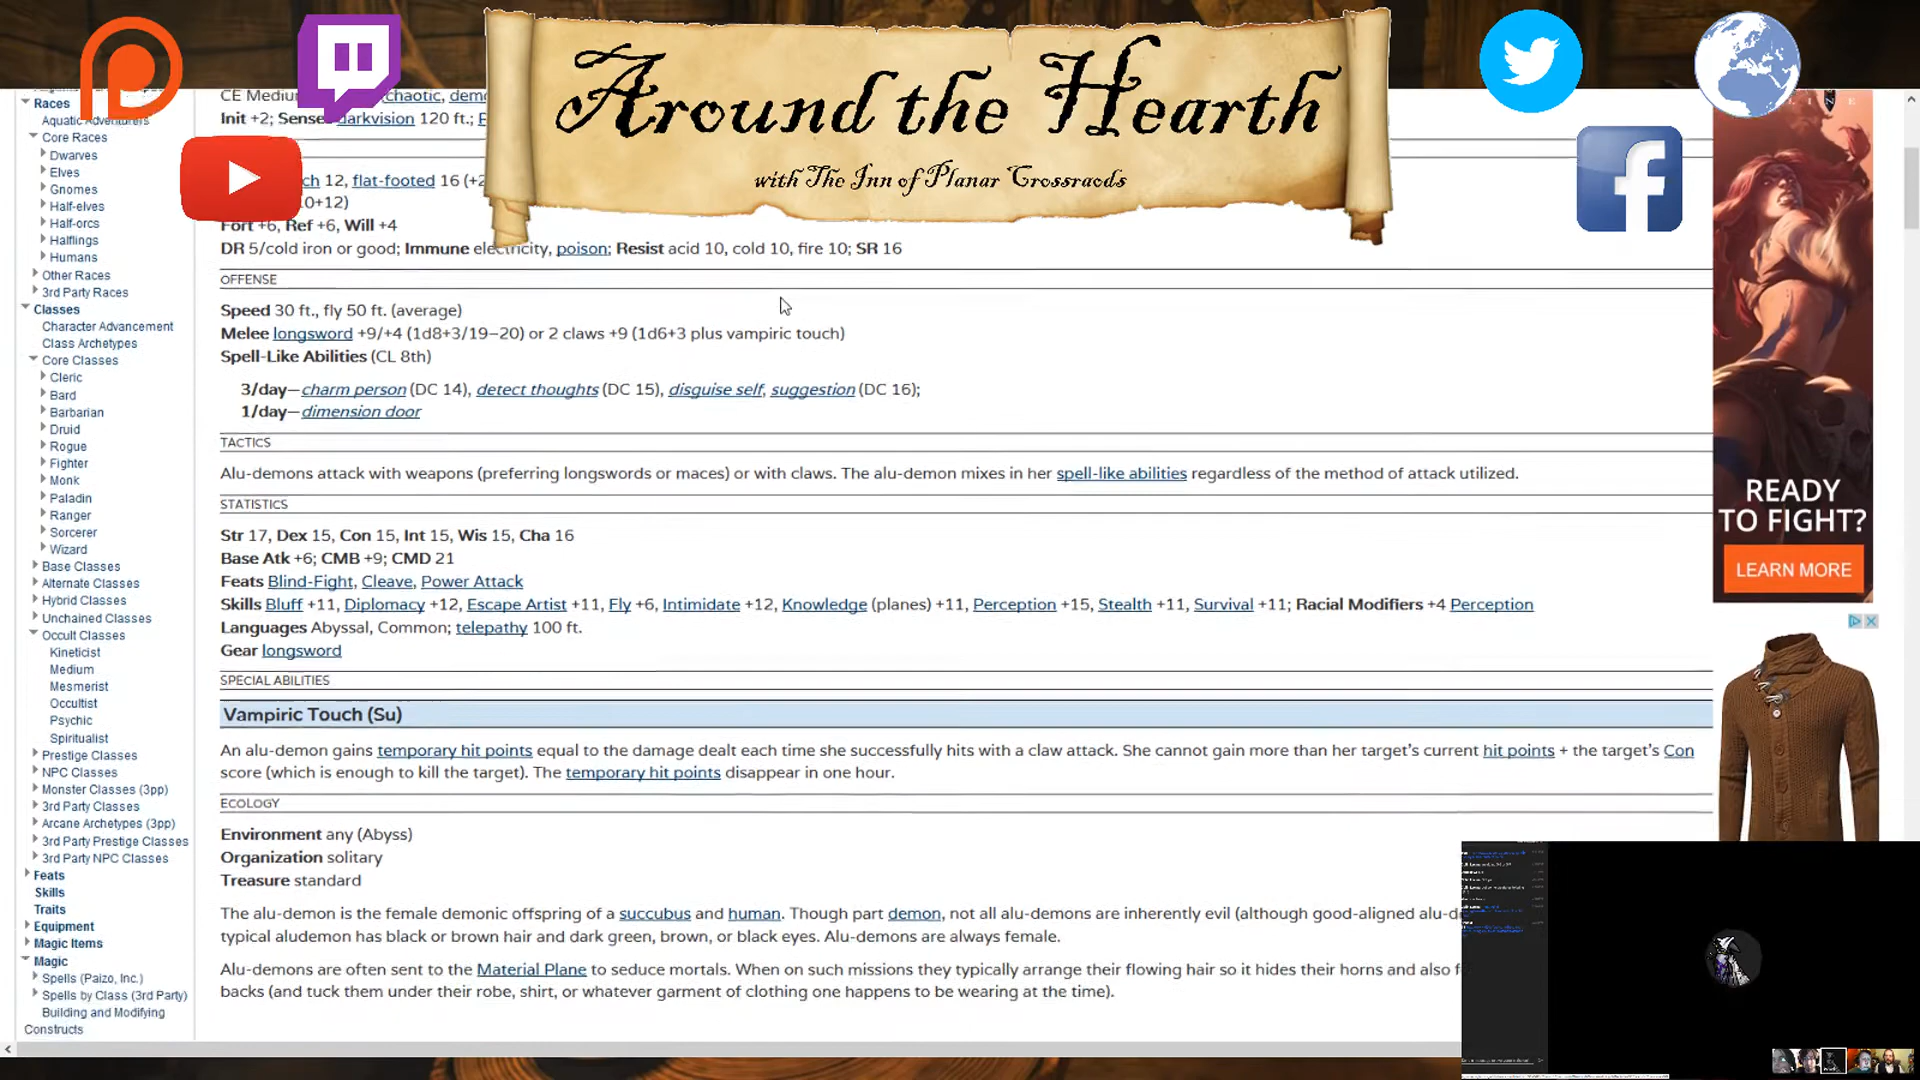 Around the Hearth
with The Inn of Planar Crossraods
Races
Aquatic Adventurers
Core Races
Dwarves
Elves
Gnomes
Half-elves
Half-orcs
Halflings
Humans
Other Races
3rd Party Races
Classes
Character Advancement
Class Archetypes
Core Classes
Cleric
Bard
Barbarian
Druid
Rogue
Fighter
Monk
Paladin
Ranger
Sorcerer
Wizard
Base Classes
Alternate Classes
Hybrid Classes
Unchained Classes
Occult Classes
Kineticist
Medium
Mesmerist
Occultist
Psychic
Spiritualist
Prestige Classes
NPC Classes
Monster Classes (3pp)
3rd Party Classes
Arcane Archetypes (3pp)
3rd Party Prestige Classes
3rd Party NPC Classes
Feats
Skills
Traits
Equipment
Magic Items
Magic
Spells (Paizo, Inc.)
Spells by Class (3rd Party)
Building and Modifying
Constructs
CE Medium chaotic,
Init +2; Senses darkvision 120 ft.;
12, flat-footed 16 (+2
0+12)
Fort +6, Ref +6, Will +4
DR 5/cold iron or good; Immune electricity, poison; Resist acid 10, cold 10, fire 10; SR 16
OFFENSE
Speed 30 ft., fly 50 ft. (average)
Melee longsword +9/+4 (1d8+3/19–20) or 2 claws +9 (1d6+3 plus vampiric touch)
Spell-Like Abilities (CL 8th)
3/day—charm person (DC 14), detect thoughts (DC 15), disguise self, suggestion (DC 16);
1/day—dimension door
TACTICS
Alu-demons attack with weapons (preferring longswords or maces) or with claws. The alu-demon mixes in her spell-like abilities regardless of the method of attack utilized.
STATISTICS
Str 17, Dex 15, Con 15, Int 15, Wis 15, Cha 16
Base Atk +6; CMB +9; CMD 21
Feats Blind-Fight, Cleave, Power Attack
Skills Bluff +11, Diplomacy +12, Escape Artist +11, Fly +6, Intimidate +12, Knowledge (planes) +11, Perception +15, Stealth +11, Survival +11; Racial Modifiers +4 Perception
Languages Abyssal, Common; telepathy 100 ft.
Gear longsword
SPECIAL ABILITIES
Vampiric Touch (Su)
An alu-demon gains temporary hit points equal to the damage dealt each time she successfully hits with a claw attack. She cannot gain more than her target's current hit points + the target's Con
score (which is enough to kill the target). The temporary hit points disappear in one hour.
ECOLOGY
Environment any (Abyss)
Organization solitary
Treasure standard
The alu-demon is the female demonic offspring of a succubus and human. Though part demon, not all alu-demons are inherently evil (although good-aligned alu-d
typical aludemon has black or brown hair and dark green, brown, or black eyes. Alu-demons are always female.
Alu-demons are often sent to the Material Plane to seduce mortals. When on such missions they typically arrange their flowing hair so it hides their horns and also f
backs (and tuck them under their robe, shirt, or whatever garment of clothing one happens to be wearing at the time).
READY
TO FIGHT?
LEARN MORE